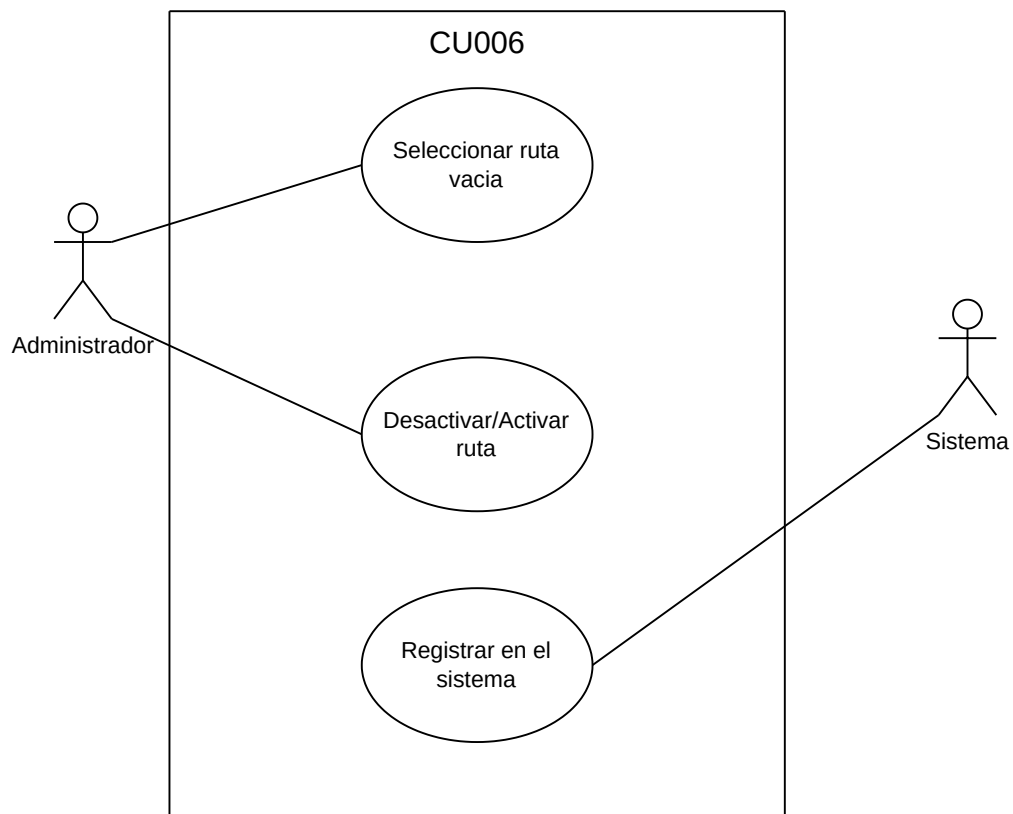 CU006
Seleccionar ruta
vacia
Administrador
Desactivar/Activar
ruta
Sistema
Registrar en el
sistema